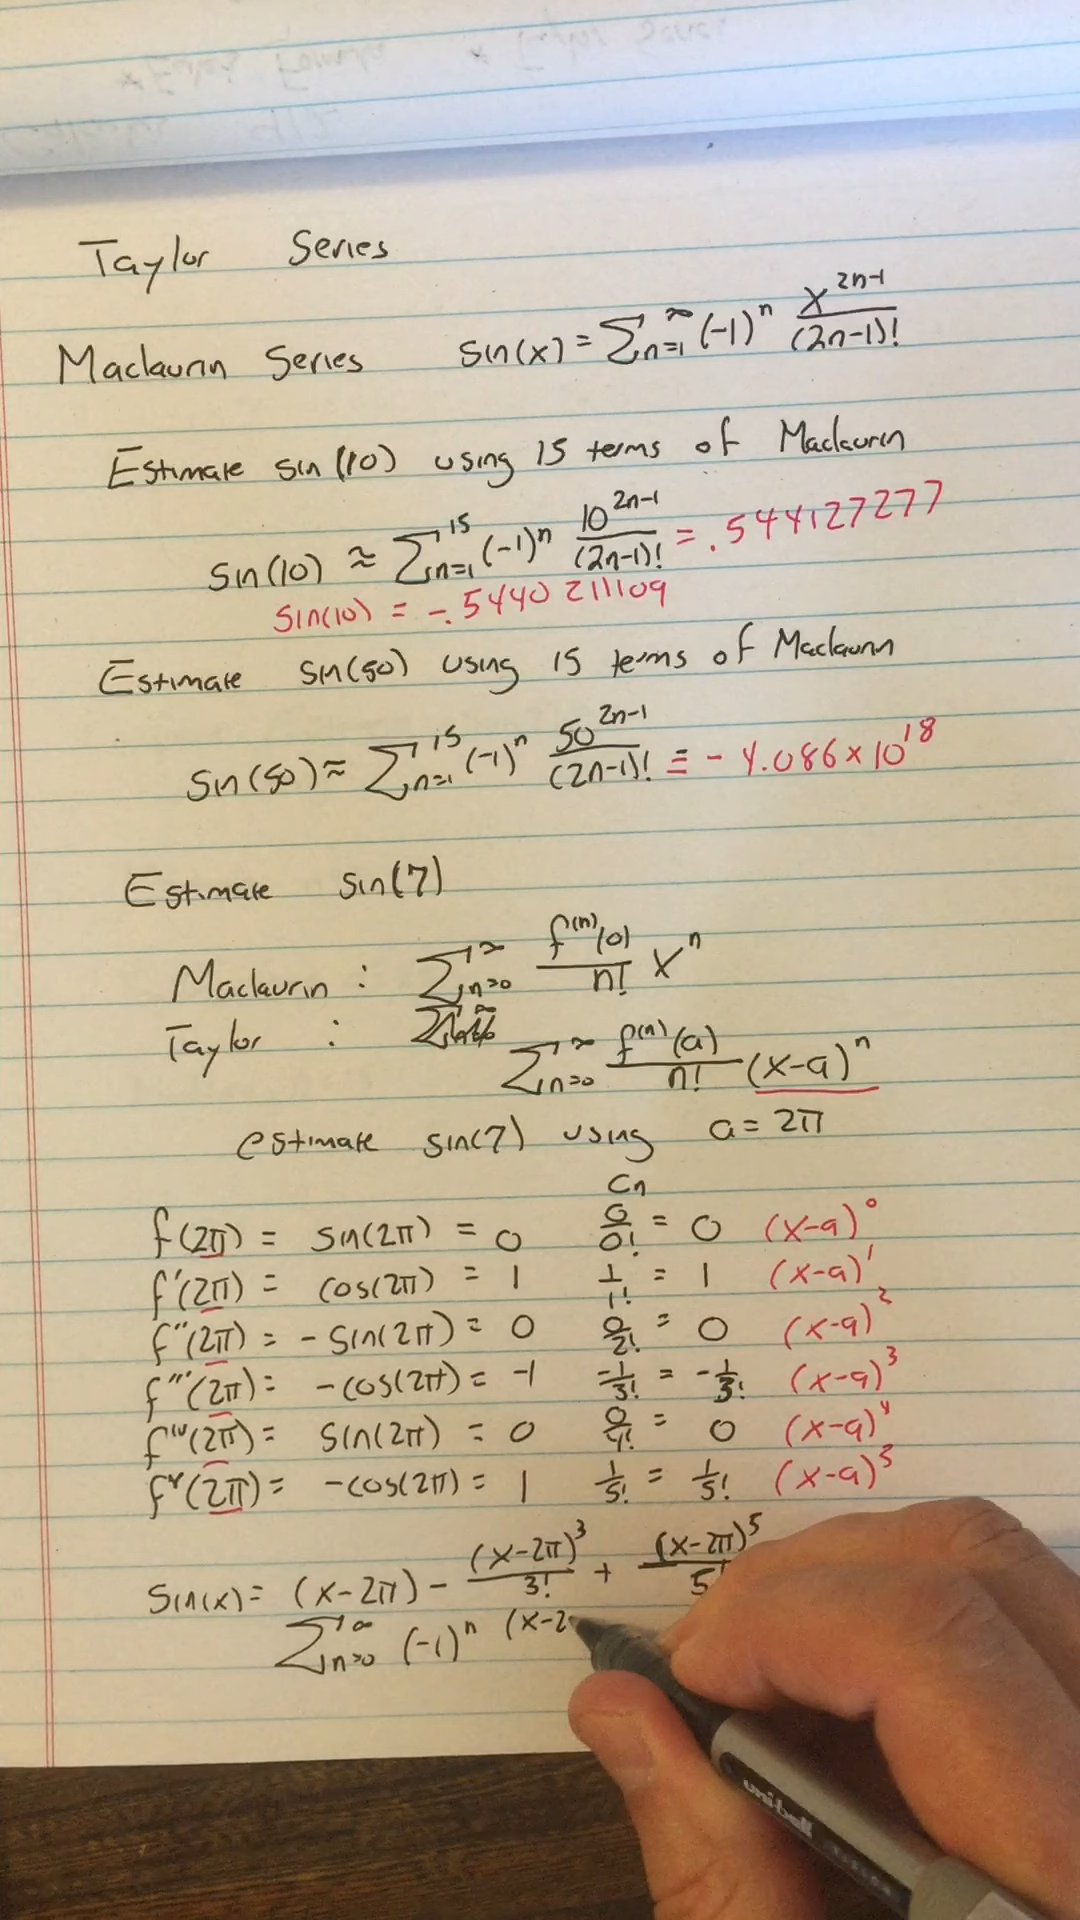 Taylor Series
Maclaurin Series sin(x) = ∑_{n=1}^{∞} (-1)^n x^{2n-1}/(2n-1)!
Estimate sin(10) using 15 terms of Maclaurin
sin(10) ≈ ∑_{n=1}^{15} (-1)^n 10^{2n-1}/(2n-1)! = .544127277
sin(10) = -.5440211109
Estimate sin(50) using 15 terms of Maclaurin
sin(50) ≈ ∑_{n=1}^{15} (-1)^n 50^{2n-1}/(2n-1)! = -4.086×10^18
Estimate sin(7)
Maclaurin : ∑_{n=0}^{∞} f^(n)(0)/n! x^n
Taylor : ∑_{n=0}^{∞} f^(n)(a)/n! (x-a)^n
estimate sin(7) using a = 2π
Cn
f(2π) = sin(2π) = 0 0/0! = 0 (x-a)^0
f'(2π) = cos(2π) = 1 1/1! = 1 (x-a)^1
f''(2π) = -sin(2π) = 0 0/2! = 0 (x-a)^2
f'''(2π) = -cos(2π) = -1 -1/3! = -1/3! (x-a)^3
f^IV(2π) = sin(2π) = 0 0/4! = 0 (x-a)^4
f^V(2π) = -cos(2π) = 1 1/5! = 1/5! (x-a)^5
sin(x) = (x-2π) - (x-2π)^3/3! + (x-2π)^5/5!
∑_{n=0}^{∞} (-1)^n (x-2
uni-ball